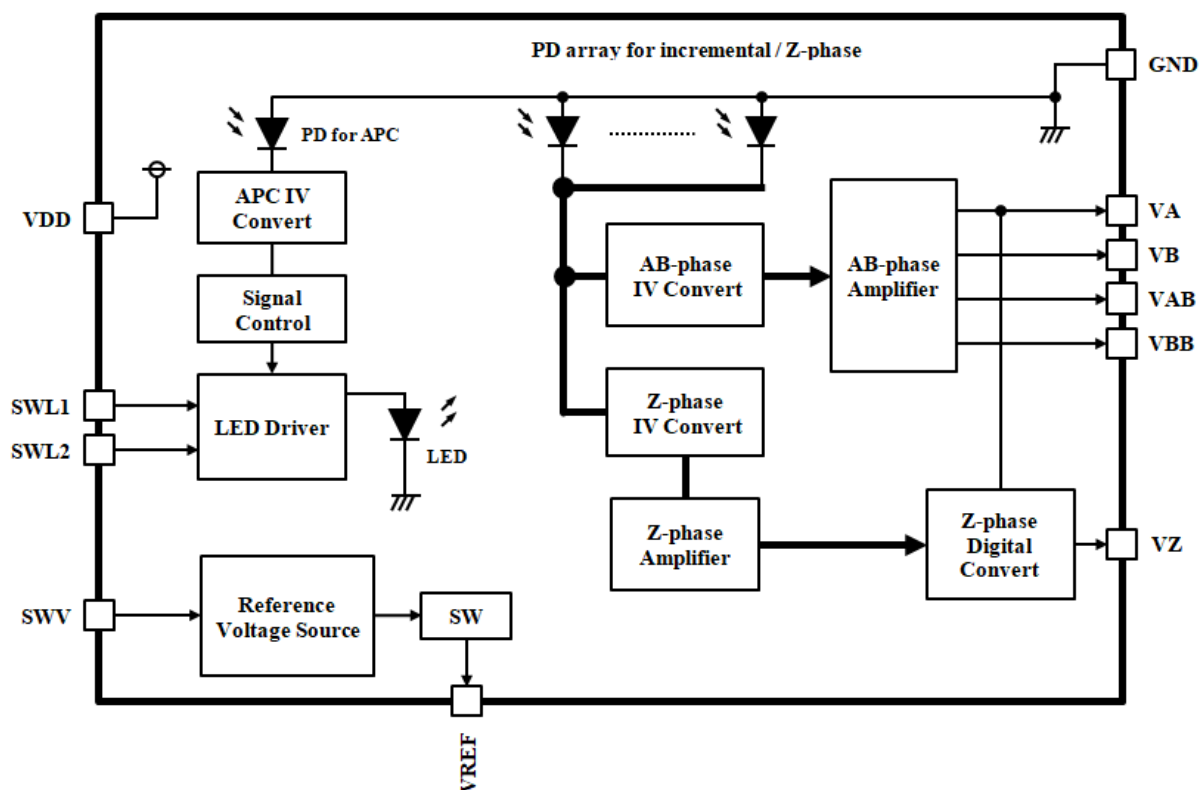 PD array for incremental / Z-phase
GND
PD for APC
APC IV
Convert
VDD
VA
AB-phase
IV Convert
AB-phase
Amplifier
VB
VAB
Signal
Control
VBB
SWL1
Z-phase
IV Convert
LED Driver
SWL2
LED
Z-phase
Amplifier
Z-phase
Digital
Convert
VZ
SWV
Reference
Voltage Source
SW
VREF